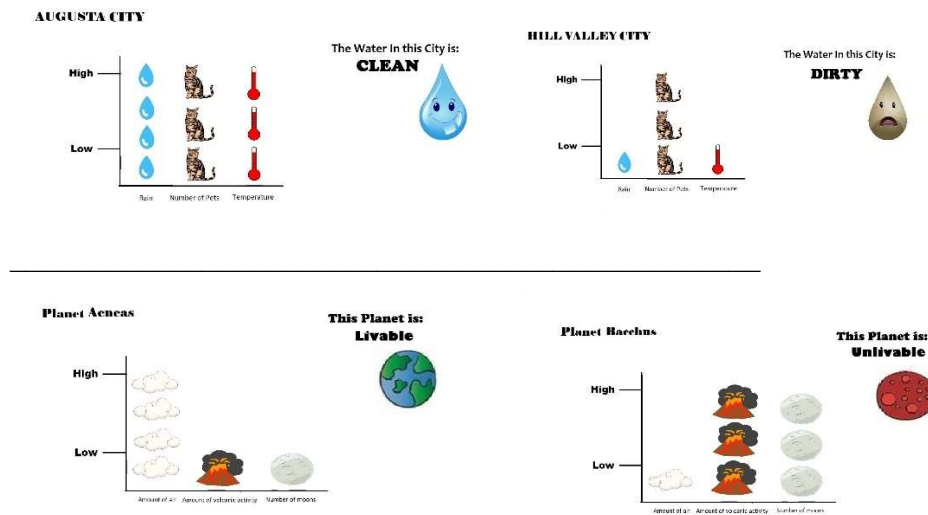 AUGUSTA CITY
The Water In this City is:
CLEAN
High
Low
Rain Number of Pets Temperature
HILL VALLEY CITY
The Water In this City is:
DIRTY
High
Low
Rain Number of Pets Temperature
Planet Aeneas
This Planet is:
Livable
High
Low
Amount of air Amount of volcanic activity Number of moons
Planet Bacchus
This Planet is:
Unlivable
High
Low
Amount of air Amount of volcanic activity Number of moons